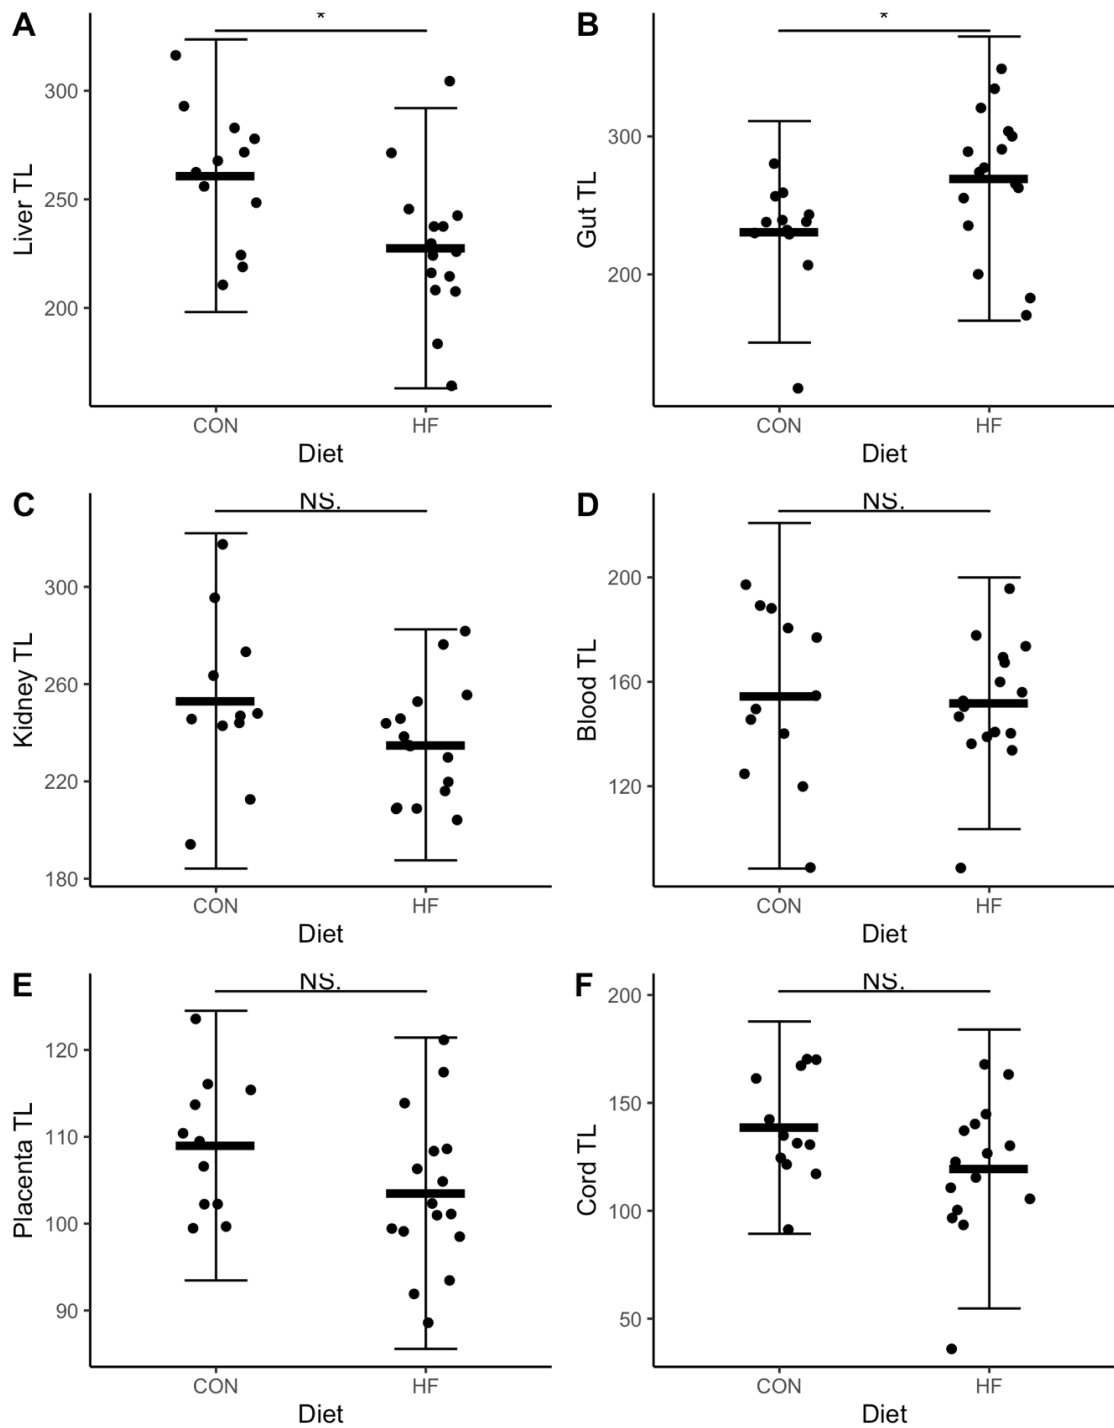 A
*
Liver TL
300
250
200
CON HF
Diet
B
*
Gut TL
300
200
CON HF
Diet
C
NS.
Kidney TL
300
260
220
180
CON HF
Diet
D
NS.
Blood TL
200
160
120
CON HF
Diet
E
NS.
Placenta TL
120
110
100
90
CON HF
Diet
F
NS.
Cord TL
200
150
100
50
CON HF
Diet